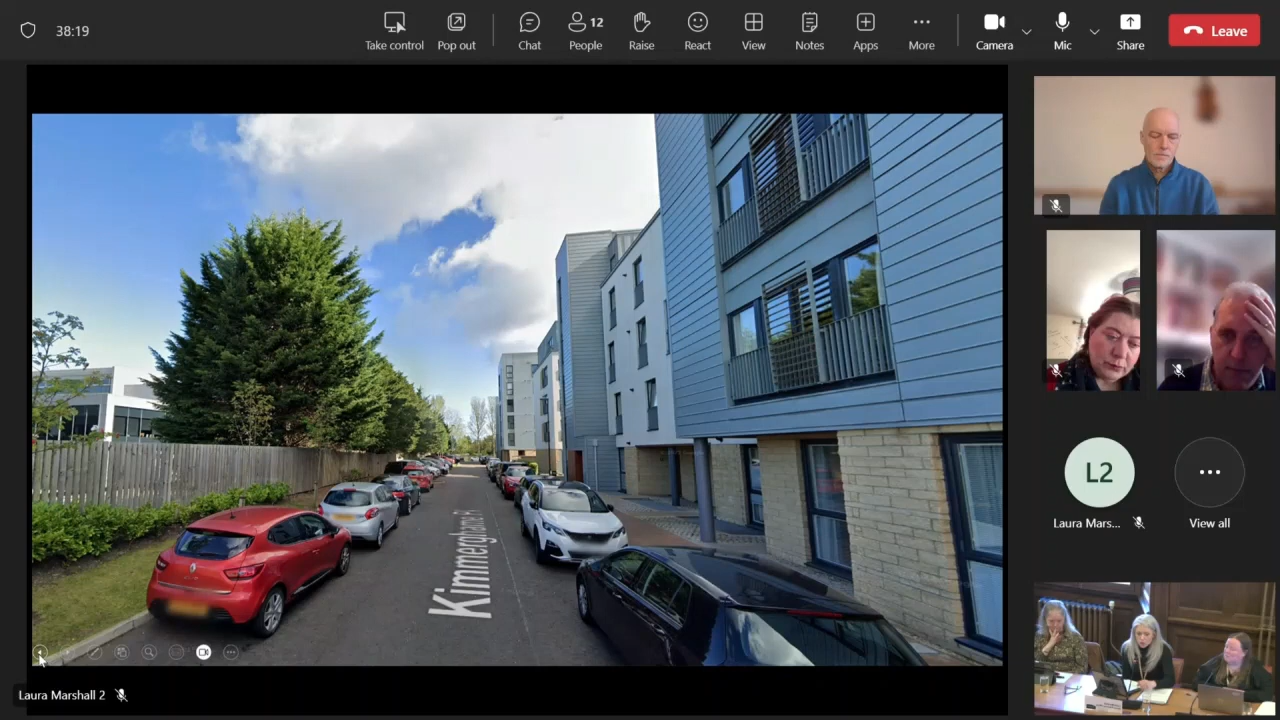 38:19
Take control
Pop out
Chat
12
People
Raise
React
View
Notes
Apps
More
Camera
Mic
Share
Leave
Kimmerghame
L2
Laura Mars...
View all
Laura Marshall 2